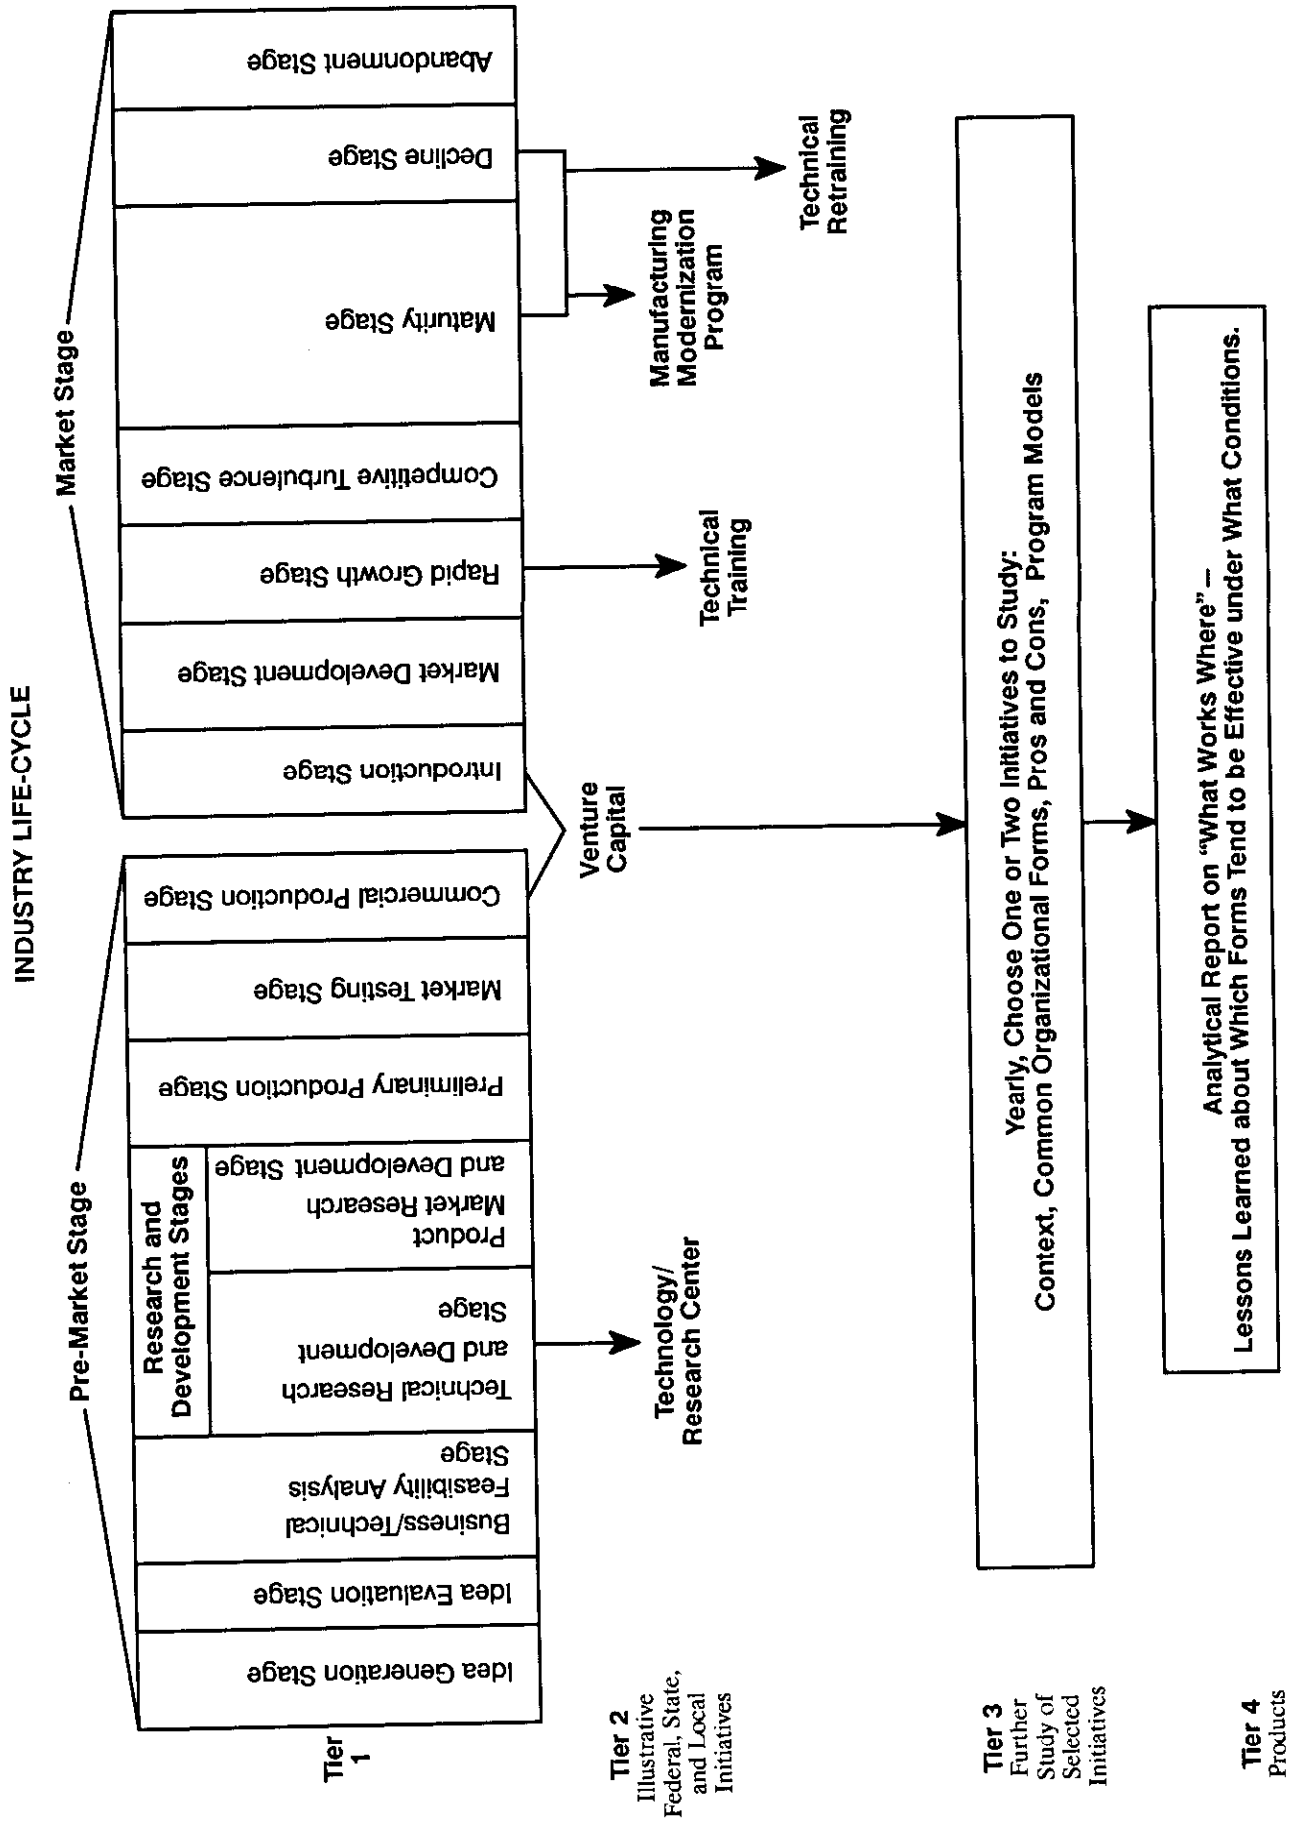 INDUSTRY LIFE-CYCLE
Pre-Market Stage
Market Stage
Tier
1
Idea Generation Stage
Idea Evaluation Stage
Business/Technical
Feasibility Analysis
Stage
Research and
Development Stages
Technical Research
and Development
Stage
Product
Market Research
and Development Stage
Preliminary Production Stage
Market Testing Stage
Commercial Production Stage
Introduction Stage
Market Development Stage
Rapid Growth Stage
Competitive Turbulence Stage
Maturity Stage
Decline Stage
Abandonment Stage
Tier 2
Illustrative
Federal, State,
and Local
Initiatives
Technology/
Research Center
Venture
Capital
Technical
Training
Manufacturing
Modernization
Program
Technical
Retraining
Tier 3
Further
Study of
Selected
Initiatives
Yearly, Choose One or Two Initiatives to Study:
Context, Common Organizational Forms, Pros and Cons, Program Models
Tier 4
Products
Analytical Report on "What Works Where" —
Lessons Learned about Which Forms Tend to be Effective under What Conditions.